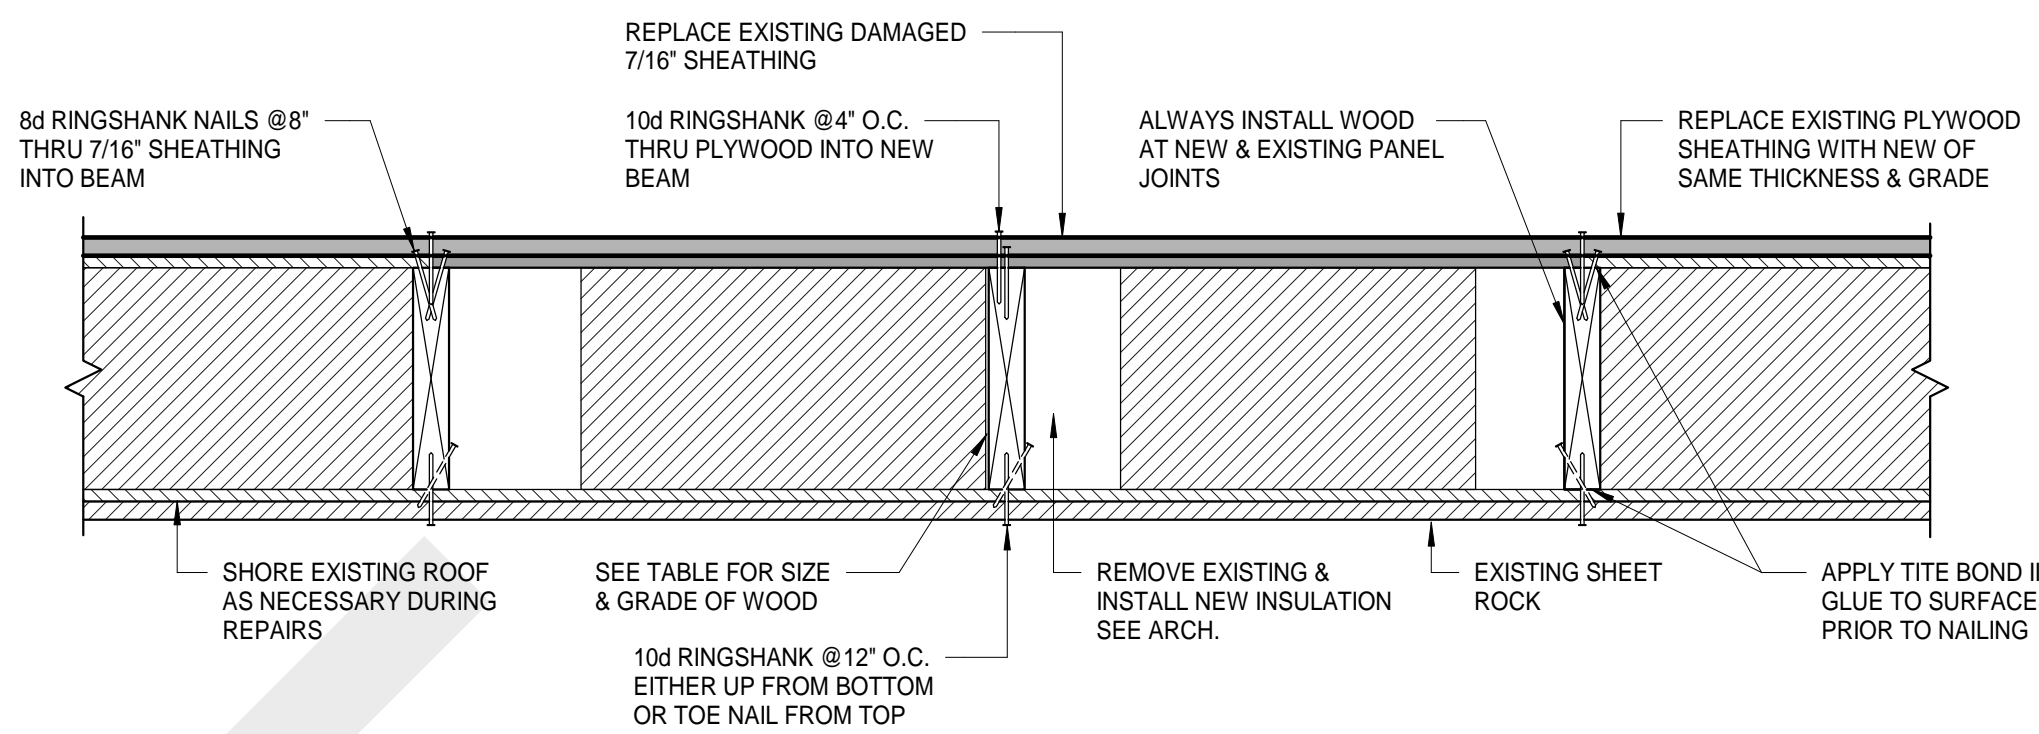 REPLACE EXISTING DAMAGED
7/16" SHEATHING
8d RINGSHANK NAILS @8"
THRU 7/16" SHEATHING
INTO BEAM
10d RINGSHANK @4" O.C.
THRU PLYWOOD INTO NEW
BEAM
ALWAYS INSTALL WOOD
AT NEW & EXISTING PANEL
JOINTS
REPLACE EXISTING PLYWOOD
SHEATHING WITH NEW OF
SAME THICKNESS & GRADE
SHORE EXISTING ROOF
AS NECESSARY DURING
REPAIRS
SEE TABLE FOR SIZE
& GRADE OF WOOD
10d RINGSHANK @12" O.C.
EITHER UP FROM BOTTOM
OR TOE NAIL FROM TOP
REMOVE EXISTING &
INSTALL NEW INSULATION
SEE ARCH.
EXISTING SHEET
ROCK
APPLY TITE BOND
GLUE TO SURFACE
PRIOR TO NAILING